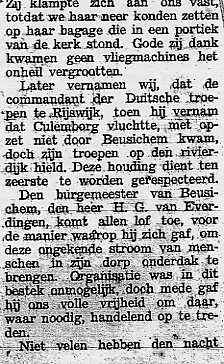 Zij klampte zich aan ons vast,
totdat we haar neer konden zetten
op haar bagage die in een portiek
van de kerk stond. Gode zij dank
kwamen geen vliegmachines het
onheil vergrooten.
Later vernamen wij, dat de
commandant der Duitsche troe-
pen te Rijswijk, toen hij vernam
dat Culemborg vluchtte, met op-
zet niet door Beusichem kwam,
doch zijn troepen op den rivier-
dijk hield. Deze houding dient ten
zeerste te worden gerespecteerd.
Den burgemeester van Beusi-
chem, den heer H. G. van Ever-
dingen, komt allen lof toe, voor
de manier waarop hij zich gaf, om
deze ongekende stroom van men-
schen in zijn dorp onderdak te
brengen. Organisatie was in dit
bestek onmogelijk, doch mede gaf
hij ons volle vrijheid om daar,
waar noodig, handelend op te tre-
den.
Niet velen hebben den nacht